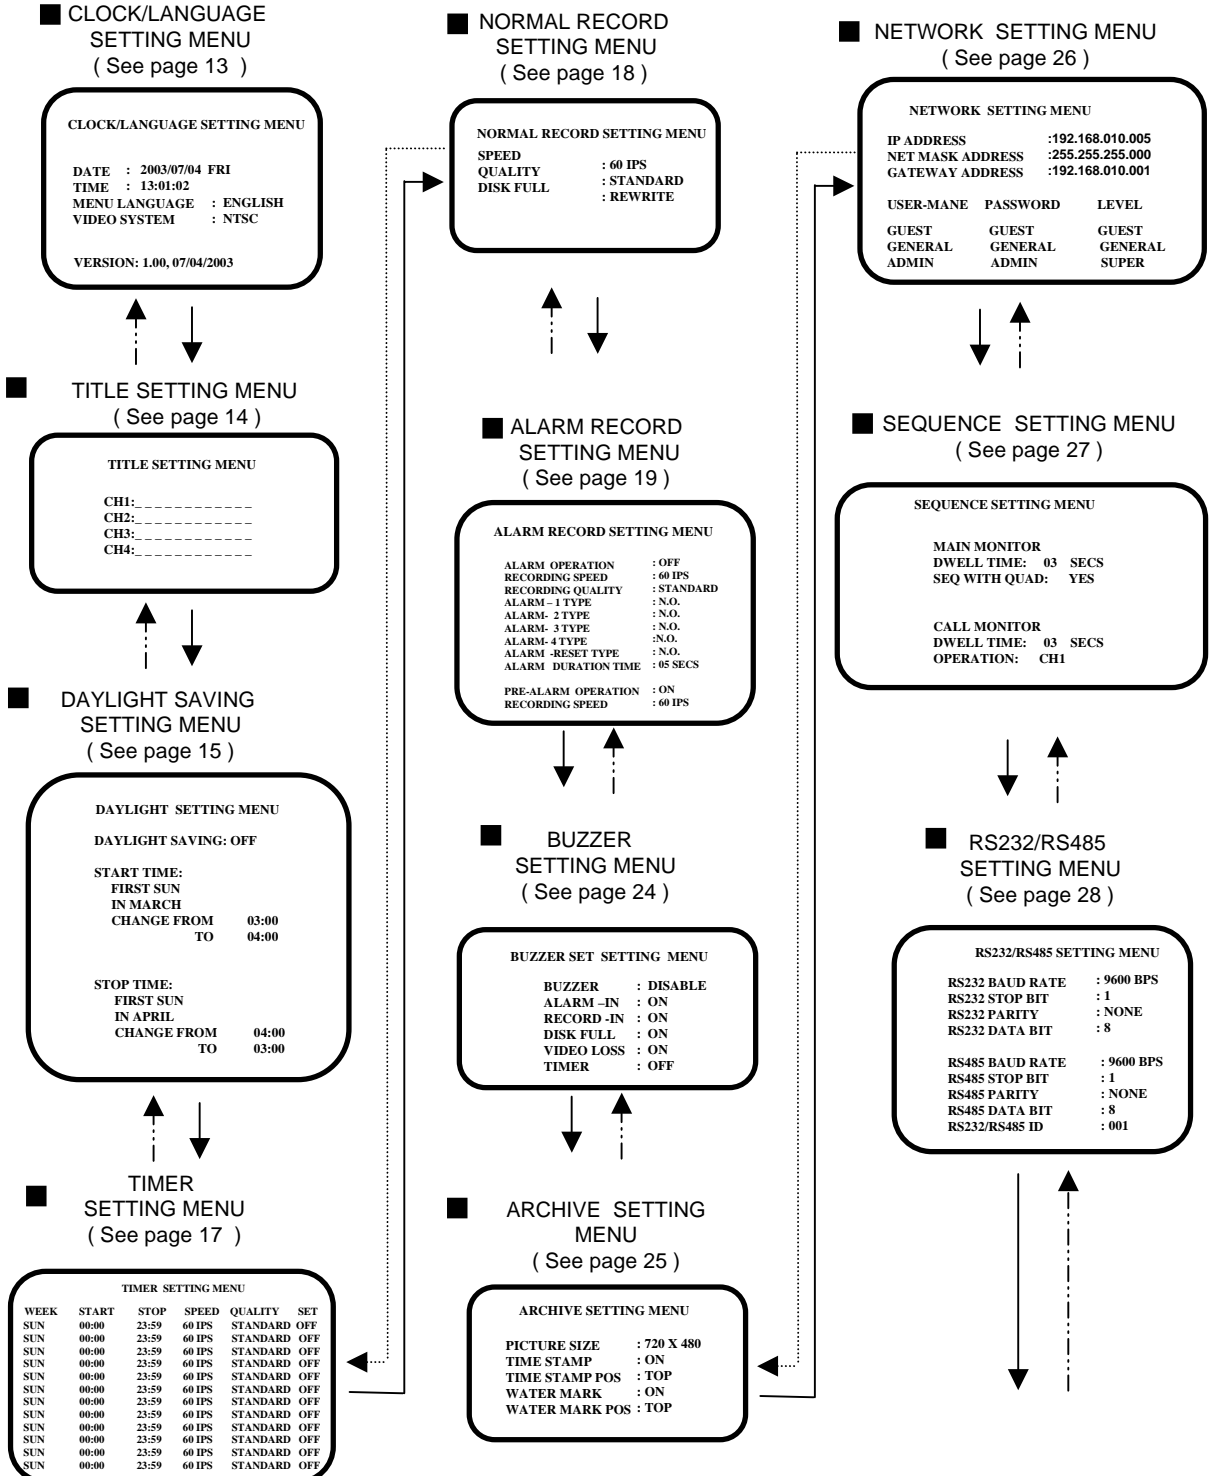 CLOCK/LANGUAGE
SETTING MENU
( See page 13 )
CLOCK/LANGUAGE SETTING MENU
DATE : 2003/07/04 FRI
TIME : 13:01:02
MENU LANGUAGE : ENGLISH
VIDEO SYSTEM : NTSC
VERSION: 1.00, 07/04/2003
TITLE SETTING MENU
( See page 14 )
TITLE SETTING MENU
CH1:_ _ _ _ _ _ _ _ _ _ _ _
CH2:_ _ _ _ _ _ _ _ _ _ _ _
CH3:_ _ _ _ _ _ _ _ _ _ _ _
CH4:_ _ _ _ _ _ _ _ _ _ _ _
DAYLIGHT SAVING
SETTING MENU
( See page 15 )
DAYLIGHT SETTING MENU
DAYLIGHT SAVING: OFF
START TIME:
FIRST SUN
IN MARCH
CHANGE FROM 03:00
TO 04:00
STOP TIME:
FIRST SUN
IN APRIL
CHANGE FROM 04:00
TO 03:00
TIMER
SETTING MENU
( See page 17 )
TIMER SETTING MENU
WEEK START STOP SPEED QUALITY SET
SUN 00:00 23:59 60 IPS STANDARD OFF
SUN 00:00 23:59 60 IPS STANDARD OFF
SUN 00:00 23:59 60 IPS STANDARD OFF
SUN 00:00 23:59 60 IPS STANDARD OFF
SUN 00:00 23:59 60 IPS STANDARD OFF
SUN 00:00 23:59 60 IPS STANDARD OFF
SUN 00:00 23:59 60 IPS STANDARD OFF
SUN 00:00 23:59 60 IPS STANDARD OFF
SUN 00:00 23:59 60 IPS STANDARD OFF
SUN 00:00 23:59 60 IPS STANDARD OFF
SUN 00:00 23:59 60 IPS STANDARD OFF
SUN 00:00 23:59 60 IPS STANDARD OFF
NORMAL RECORD
SETTING MENU
( See page 18 )
NORMAL RECORD SETTING MENU
SPEED : 60 IPS
QUALITY : STANDARD
DISK FULL : REWRITE
ALARM RECORD
SETTING MENU
( See page 19 )
ALARM RECORD SETTING MENU
ALARM OPERATION : OFF
RECORDING SPEED : 60 IPS
RECORDING QUALITY : STANDARD
ALARM – 1 TYPE : N.O.
ALARM- 2 TYPE : N.O.
ALARM- 3 TYPE : N.O.
ALARM- 4 TYPE :N.O.
ALARM -RESET TYPE : N.O.
ALARM DURATION TIME : 05 SECS
PRE-ALARM OPERATION : ON
RECORDING SPEED : 60 IPS
BUZZER
SETTING MENU
( See page 24 )
BUZZER SET SETTING MENU
BUZZER : DISABLE
ALARM –IN : ON
RECORD -IN : ON
DISK FULL : ON
VIDEO LOSS : ON
TIMER : OFF
ARCHIVE SETTING
MENU
( See page 25 )
ARCHIVE SETTING MENU
PICTURE SIZE : 720 X 480
TIME STAMP : ON
TIME STAMP POS : TOP
WATER MARK : ON
WATER MARK POS : TOP
NETWORK SETTING MENU
( See page 26 )
NETWORK SETTING MENU
IP ADDRESS :192.168.010.005
NET MASK ADDRESS :255.255.255.000
GATEWAY ADDRESS :192.168.010.001
USER-MANE PASSWORD LEVEL
GUEST GUEST GUEST
GENERAL GENERAL GENERAL
ADMIN ADMIN SUPER
SEQUENCE SETTING MENU
( See page 27 )
SEQUENCE SETTING MENU
MAIN MONITOR
DWELL TIME: 03 SECS
SEQ WITH QUAD: YES
CALL MONITOR
DWELL TIME: 03 SECS
OPERATION: CH1
RS232/RS485
SETTING MENU
( See page 28 )
RS232/RS485 SETTING MENU
RS232 BAUD RATE : 9600 BPS
RS232 STOP BIT : 1
RS232 PARITY : NONE
RS232 DATA BIT : 8
RS485 BAUD RATE : 9600 BPS
RS485 STOP BIT : 1
RS485 PARITY : NONE
RS485 DATA BIT : 8
RS232/RS485 ID : 001